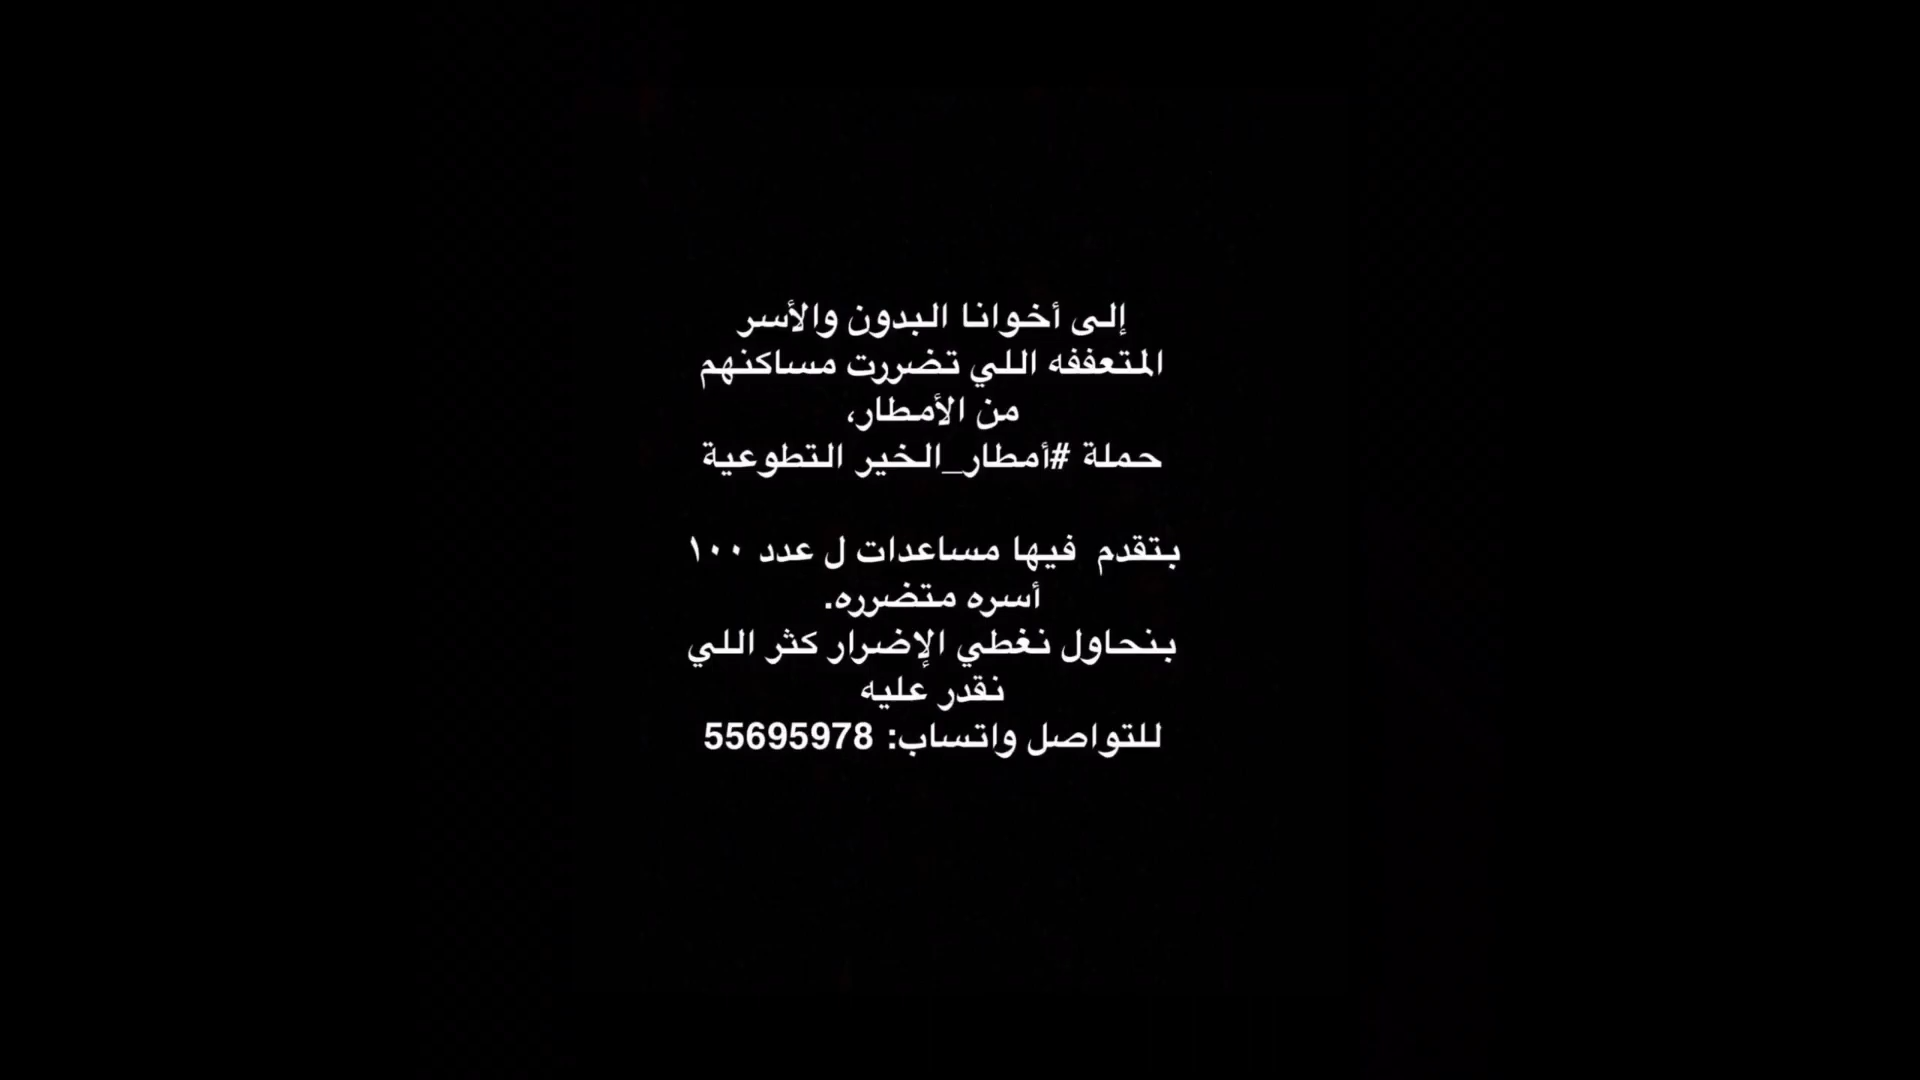 إلى أخوانا البدون والأسر
المتعففه اللي تضررت مساكنهم
من الأمطار،
حملة #أمطار_الخير التطوعية
بتقدم فيها مساعدات ل عدد ١٠٠
أسره متضرره.
بنحاول نغطي الإضرار كثر اللي
نقدر عليه
للتواصل واتساب: 55695978